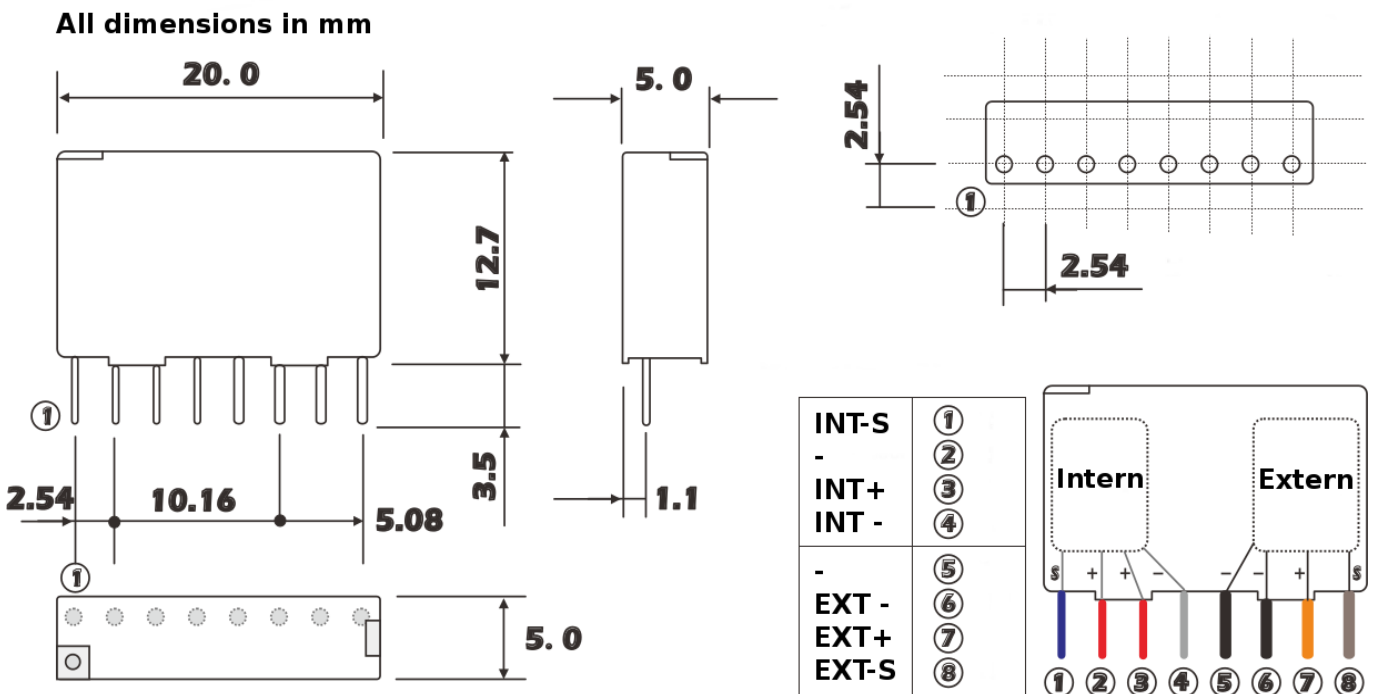 All dimensions in mm
20. 0
5. 0
2.54
①
2.54
12.7
①
3.5
2.54
10.16
5.08
1.1
①
5. 0
INT-S ①
- ②
INT+ ③
INT - ④
- ⑤
EXT - ⑥
EXT+ ⑦
EXT-S ⑧
Intern Extern
S + + - - - + S
① ② ③ ④ ⑤ ⑥ ⑦ ⑧